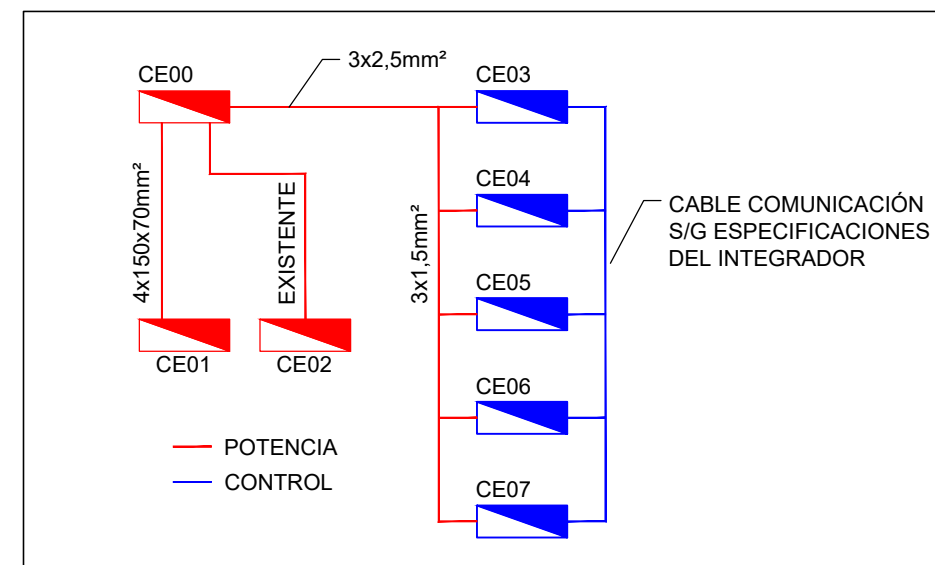 3x2,5mm²
CE00
CE03
4x150x70mm²
EXISTENTE
3x1,5mm²
CE04
CABLE COMUNICACIÓN
S/G ESPECIFICACIONES
DEL INTEGRADOR
CE05
CE01
CE02
CE06
POTENCIA
CONTROL
CE07